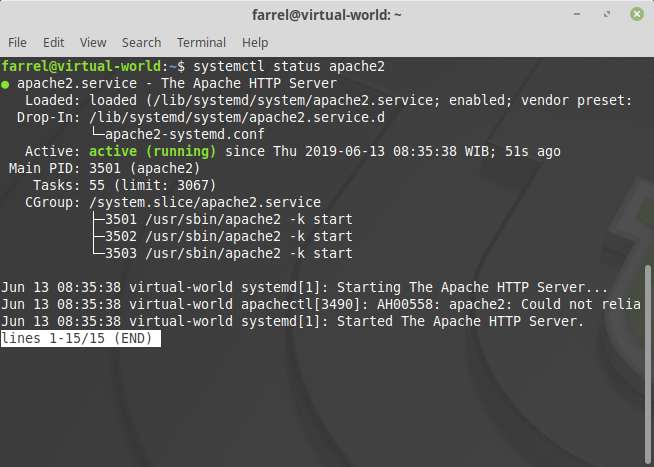 farrel@virtual-world: ~
File Edit View Search Terminal Help
farrel@virtual-world:~$ systemctl status apache2
● apache2.service - The Apache HTTP Server
   Loaded: loaded (/lib/systemd/system/apache2.service; enabled; vendor preset:
  Drop-In: /lib/systemd/system/apache2.service.d
           └─apache2-systemd.conf
   Active: active (running) since Thu 2019-06-13 08:35:38 WIB; 51s ago
 Main PID: 3501 (apache2)
    Tasks: 55 (limit: 3067)
   CGroup: /system.slice/apache2.service
           ├─3501 /usr/sbin/apache2 -k start
           ├─3502 /usr/sbin/apache2 -k start
           └─3503 /usr/sbin/apache2 -k start
Jun 13 08:35:38 virtual-world systemd[1]: Starting The Apache HTTP Server...
Jun 13 08:35:38 virtual-world apachectl[3490]: AH00558: apache2: Could not relia
Jun 13 08:35:38 virtual-world systemd[1]: Started The Apache HTTP Server.
lines 1-15/15 (END)